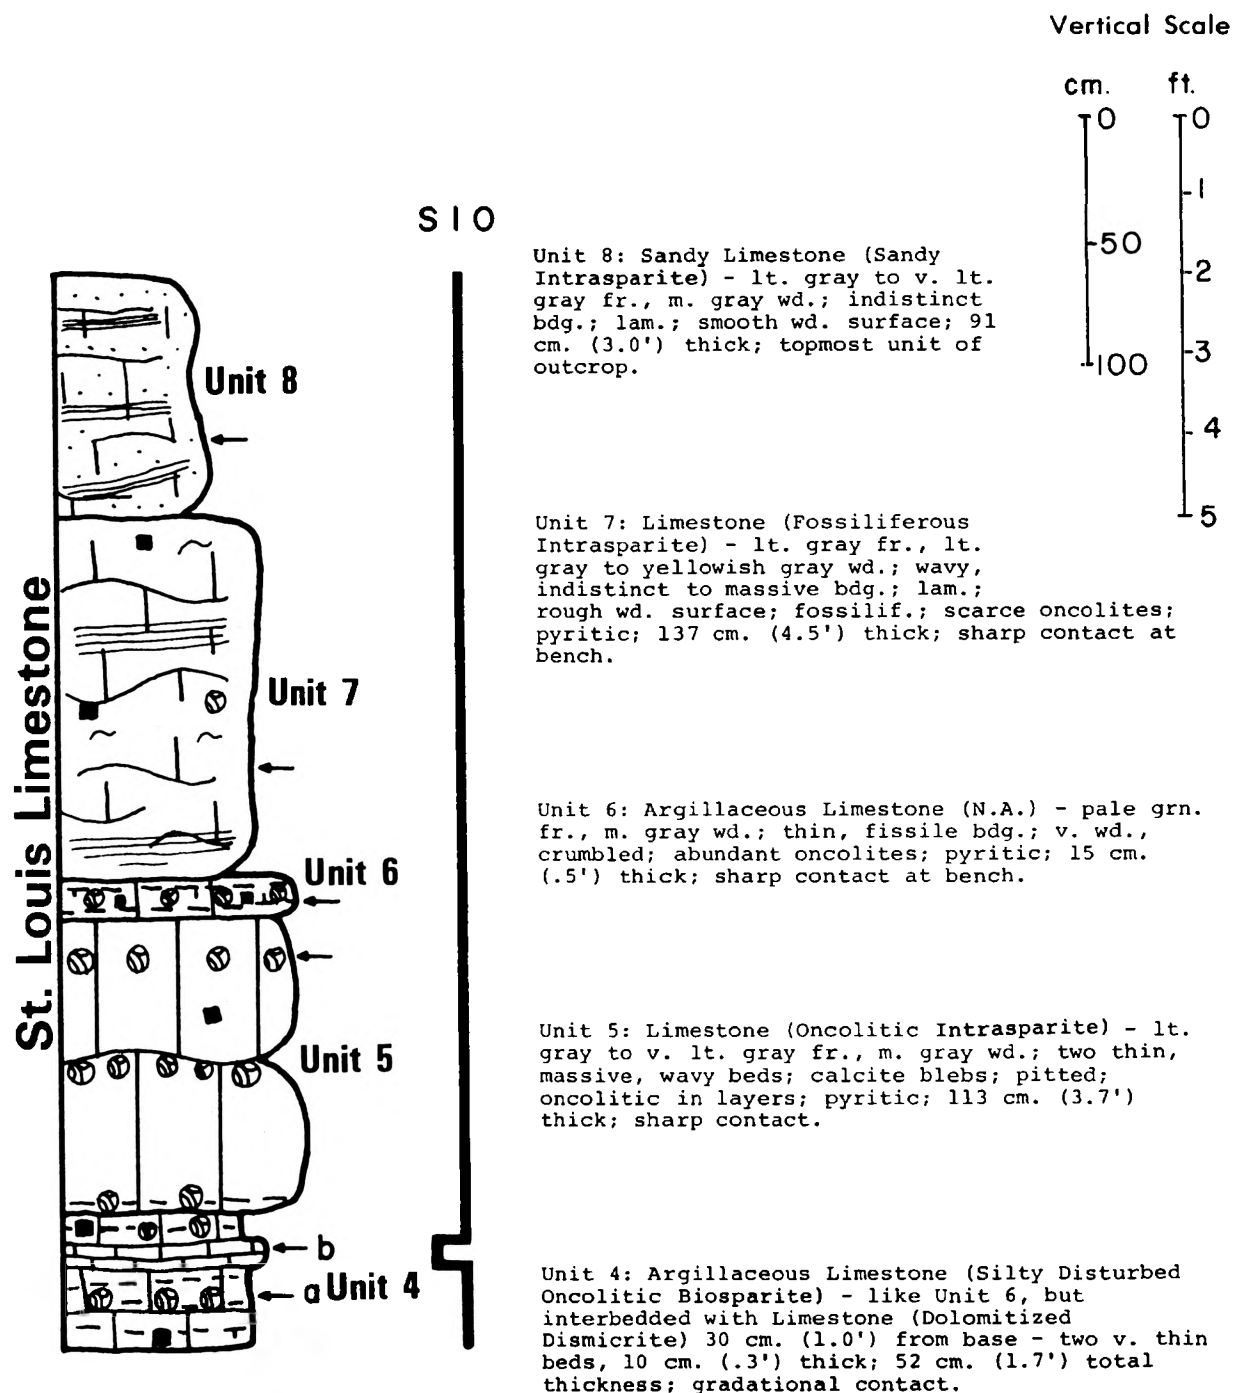 Vertical Scale
cm. ft.
0 0
1
50
2
3
100
4
5
S I O
St. Louis Limestone
Unit 8
Unit 7
Unit 6
Unit 5
b
a Unit 4
Unit 8: Sandy Limestone (Sandy
Intrasparite) - lt. gray to v. lt.
gray fr., m. gray wd.; indistinct
bdg.; lam.; smooth wd. surface; 91
cm. (3.0') thick; topmost unit of
outcrop.
Unit 7: Limestone (Fossiliferous
Intrasparite) - lt. gray fr., lt.
gray to yellowish gray wd.; wavy,
indistinct to massive bdg.; lam.;
rough wd. surface; fossilif.; scarce oncolites;
pyritic; 137 cm. (4.5') thick; sharp contact at
bench.
Unit 6: Argillaceous Limestone (N.A.) - pale grn.
fr., m. gray wd.; thin, fissile bdg.; v. wd.,
crumbled; abundant oncolites; pyritic; 15 cm.
(.5') thick; sharp contact at bench.
Unit 5: Limestone (Oncolitic Intrasparite) - lt.
gray to v. lt. gray fr., m. gray wd.; two thin,
massive, wavy beds; calcite blebs; pitted;
oncolitic in layers; pyritic; 113 cm. (3.7')
thick; sharp contact.
Unit 4: Argillaceous Limestone (Silty Disturbed
Oncolitic Biosparite) - like Unit 6, but
interbedded with Limestone (Dolomitized
Dismicrite) 30 cm. (1.0') from base - two v. thin
beds, 10 cm. (.3') thick; 52 cm. (1.7') total
thickness; gradational contact.